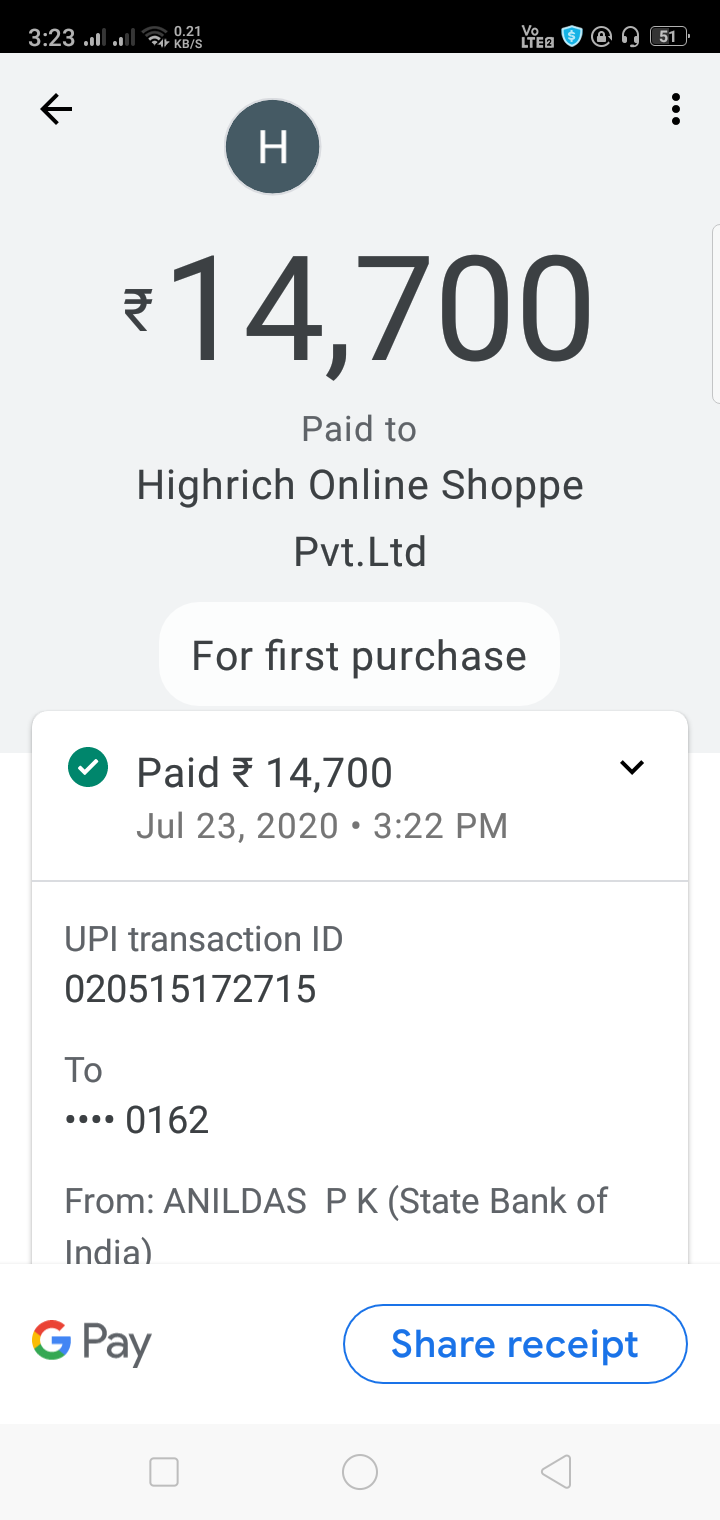 3:23 0.21 KB/S Vo LTE2 51
H
₹14,700
Paid to
Highrich Online Shoppe
Pvt.Ltd
For first purchase
Paid ₹ 14,700
Jul 23, 2020 • 3:22 PM
UPI transaction ID
020515172715
To
•••• 0162
From: ANILDAS  P K (State Bank of
India)
G Pay
Share receipt